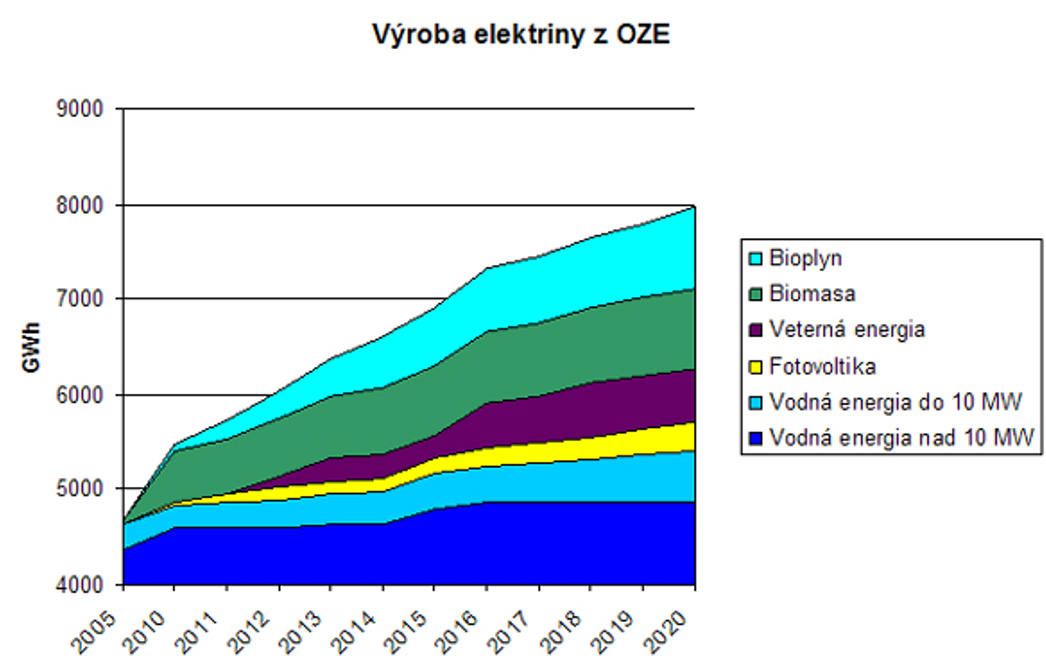 Výroba elektriny z OZE
9000
8000
7000
6000
5000
4000
GWh
2005
2010
2011
2012
2013
2014
2015
2016
2017
2018
2019
2020
Bioplyn
Biomasa
Veterná energia
Fotovoltika
Vodná energia do 10 MW
Vodná energia nad 10 MW